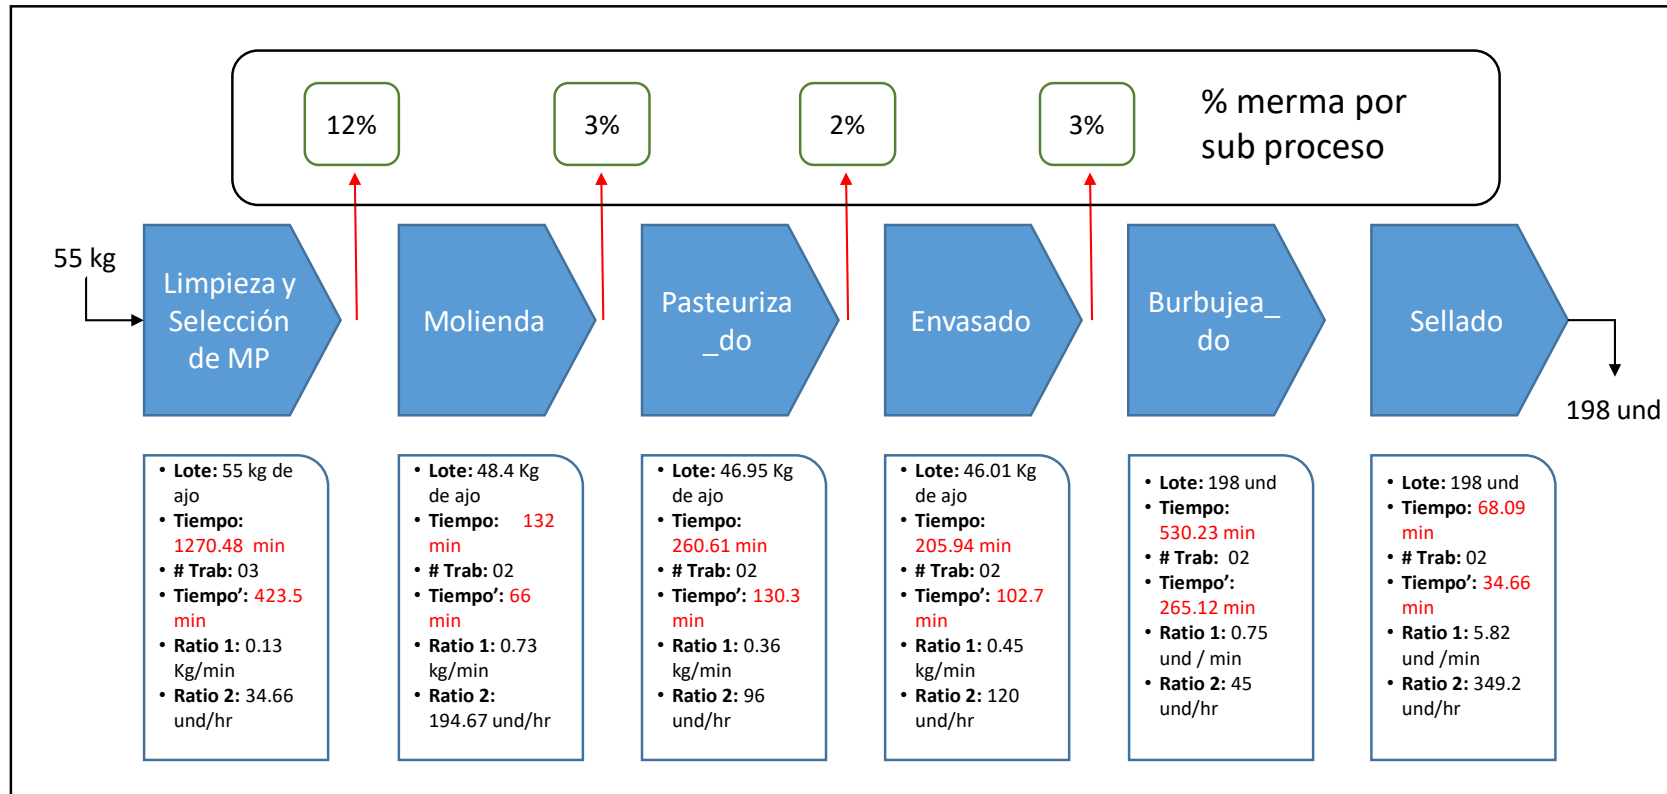 12%
3%
2%
3%
% merma por
sub proceso
55 kg
Limpieza y
Selección
de MP
Molienda
Pasteuriza
_do
Envasado
Burbujea_
do
Sellado
198 und
• Lote: 55 kg de
ajo
• Tiempo:
1270.48 min
• # Trab: 03
• Tiempo’: 423.5
min
• Ratio 1: 0.13
Kg/min
• Ratio 2: 34.66
und/hr
• Lote: 48.4 Kg
de ajo
• Tiempo: 132
min
• # Trab: 02
• Tiempo’: 66
min
• Ratio 1: 0.73
kg/min
• Ratio 2:
194.67 und/hr
• Lote: 46.95 Kg
de ajo
• Tiempo:
260.61 min
• # Trab: 02
• Tiempo’: 130.3
min
• Ratio 1: 0.36
kg/min
• Ratio 2: 96
und/hr
• Lote: 46.01 Kg
de ajo
• Tiempo:
205.94 min
• # Trab: 02
• Tiempo’: 102.7
min
• Ratio 1: 0.45
kg/min
• Ratio 2: 120
und/hr
• Lote: 198 und
• Tiempo:
530.23 min
• # Trab: 02
• Tiempo’:
265.12 min
• Ratio 1: 0.75
und / min
• Ratio 2: 45
und/hr
• Lote: 198 und
• Tiempo: 68.09
min
• # Trab: 02
• Tiempo’: 34.66
min
• Ratio 1: 5.82
und /min
• Ratio 2: 349.2
und/hr